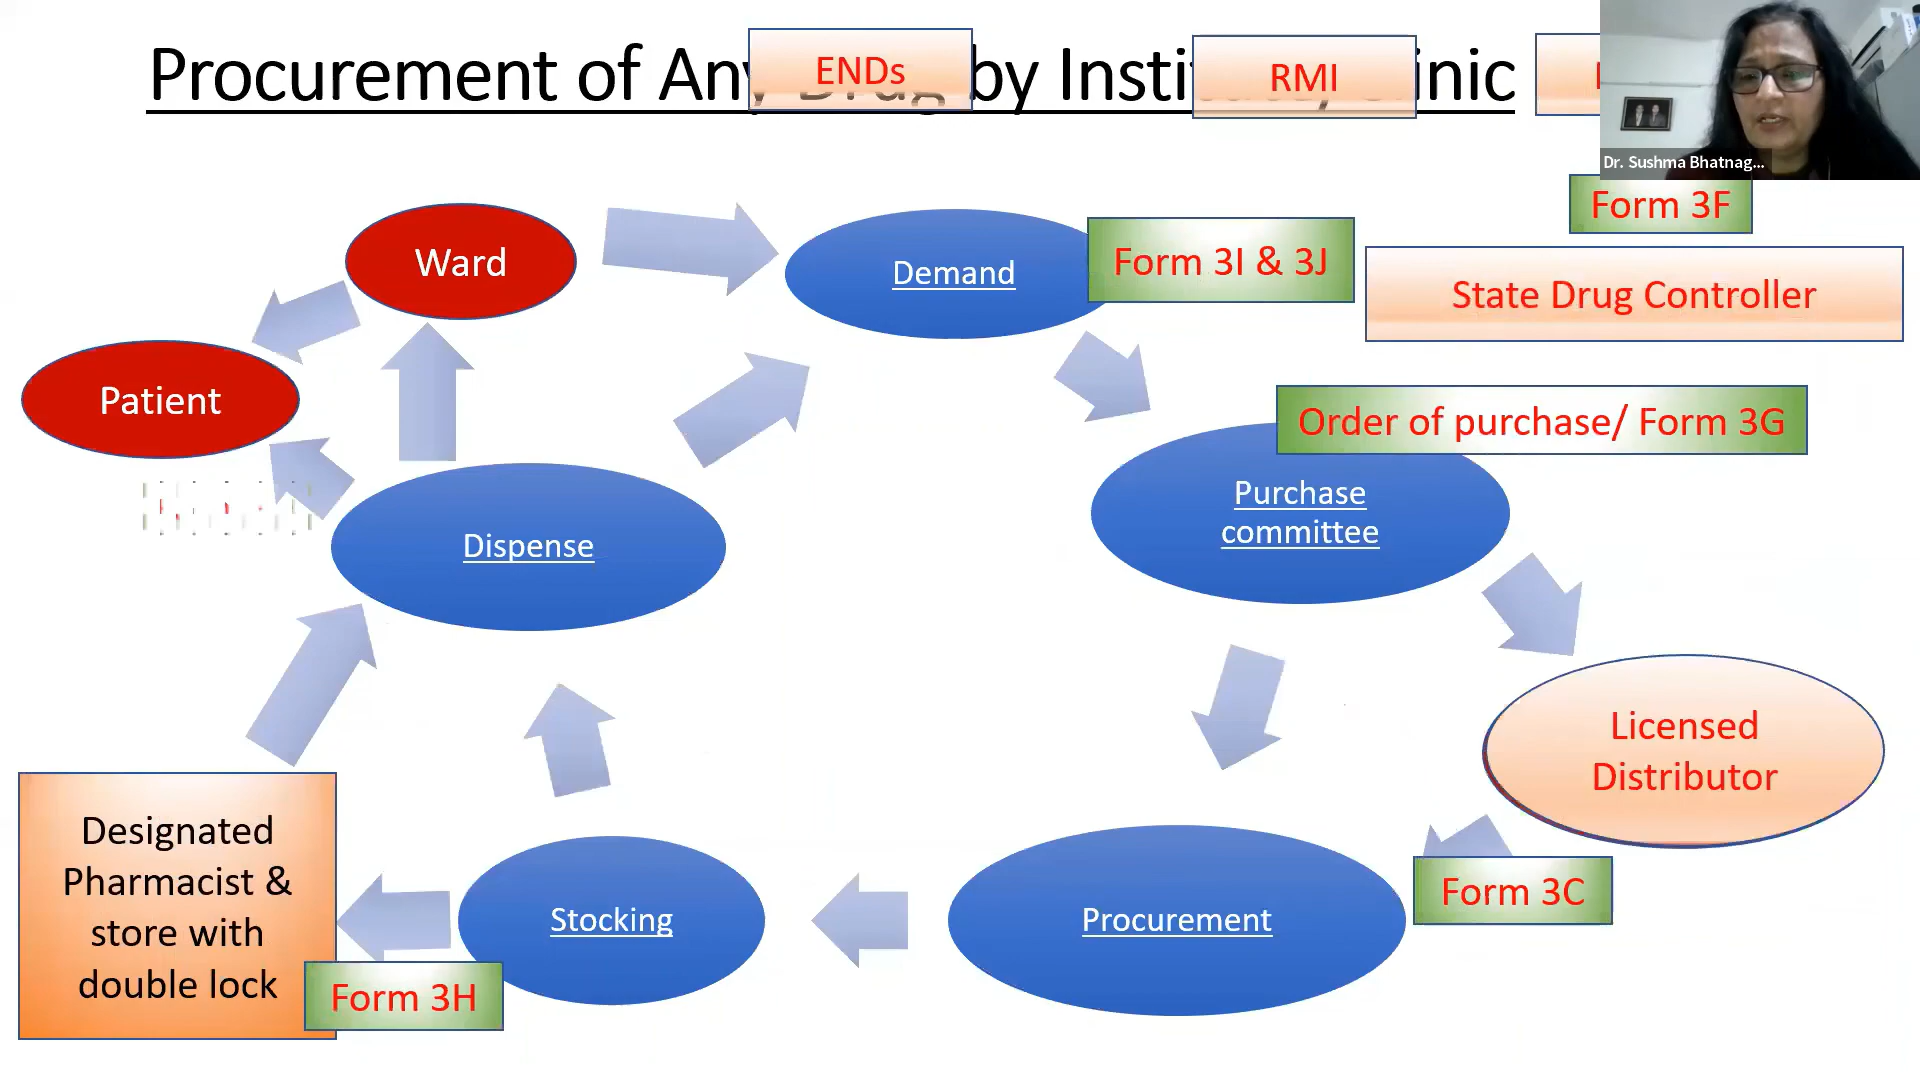 Procurement of Any Drug by Institute/Clinic
ENDs
RMI
Dr. Sushma Bhatnag...
Form 3F
Ward
Demand
Form 3I & 3J
State Drug Controller
Patient
Order of purchase/ Form 3G
Purchase
committee
Dispense
Licensed
Distributor
Designated
Pharmacist &
store with
double lock
Stocking
Procurement
Form 3C
Form 3H